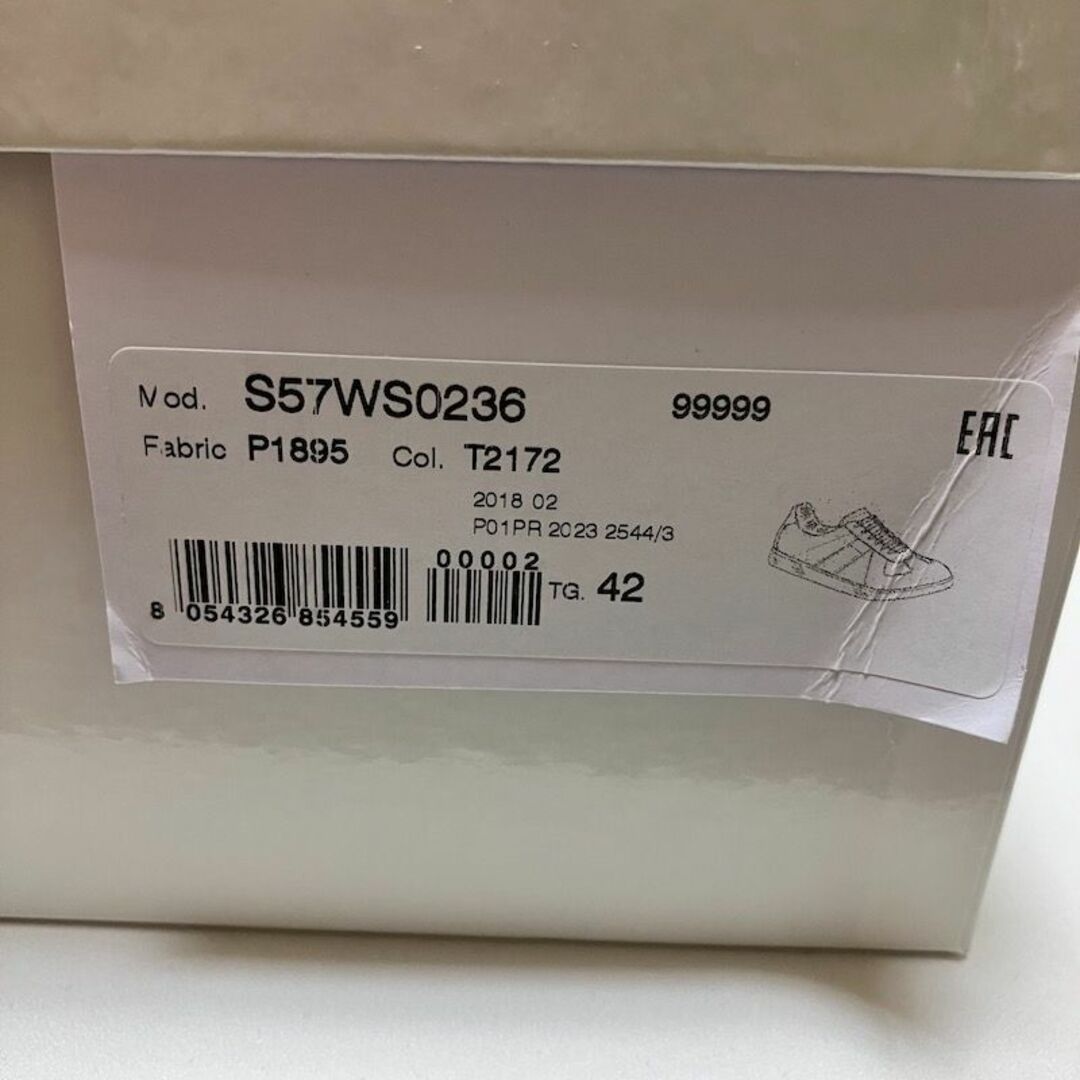 Mod. S57WS0236 99999
Fabric P1895 Col. T2172 EAC
2018 02
P01PR 2023 2544/3
00002
8 054326 854559 TG. 42